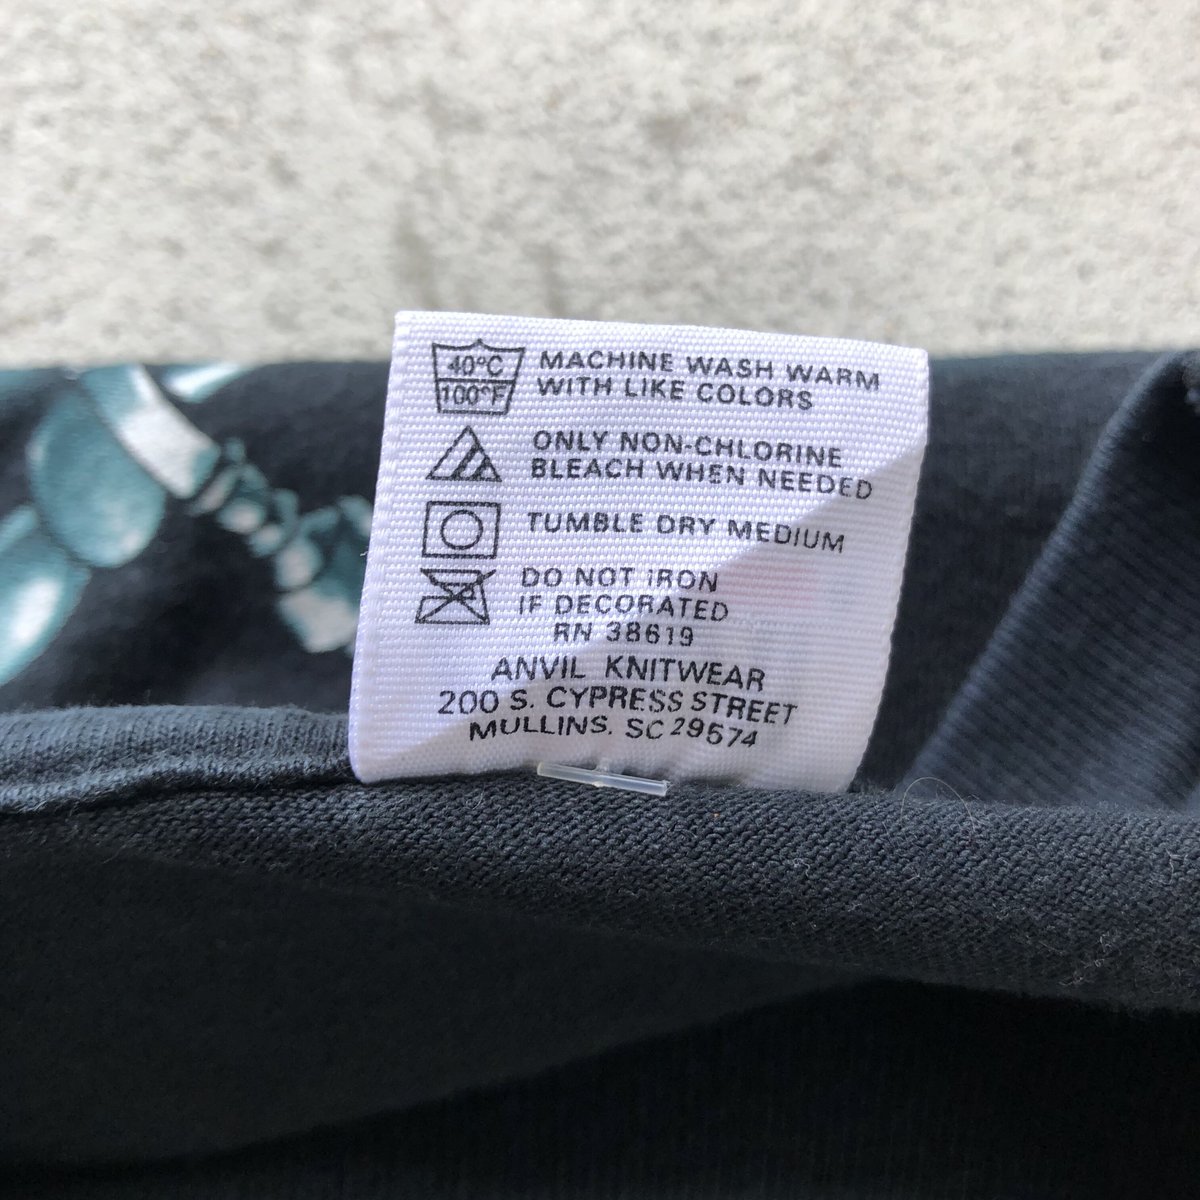 40°C
100°F
MACHINE WASH WARM
WITH LIKE COLORS
ONLY NON-CHLORINE
BLEACH WHEN NEEDED
TUMBLE DRY MEDIUM
DO NOT IRON
IF DECORATED
RN 38619
ANVIL KNITWEAR
200 S. CYPRESS STREET
MULLINS. SC 29574